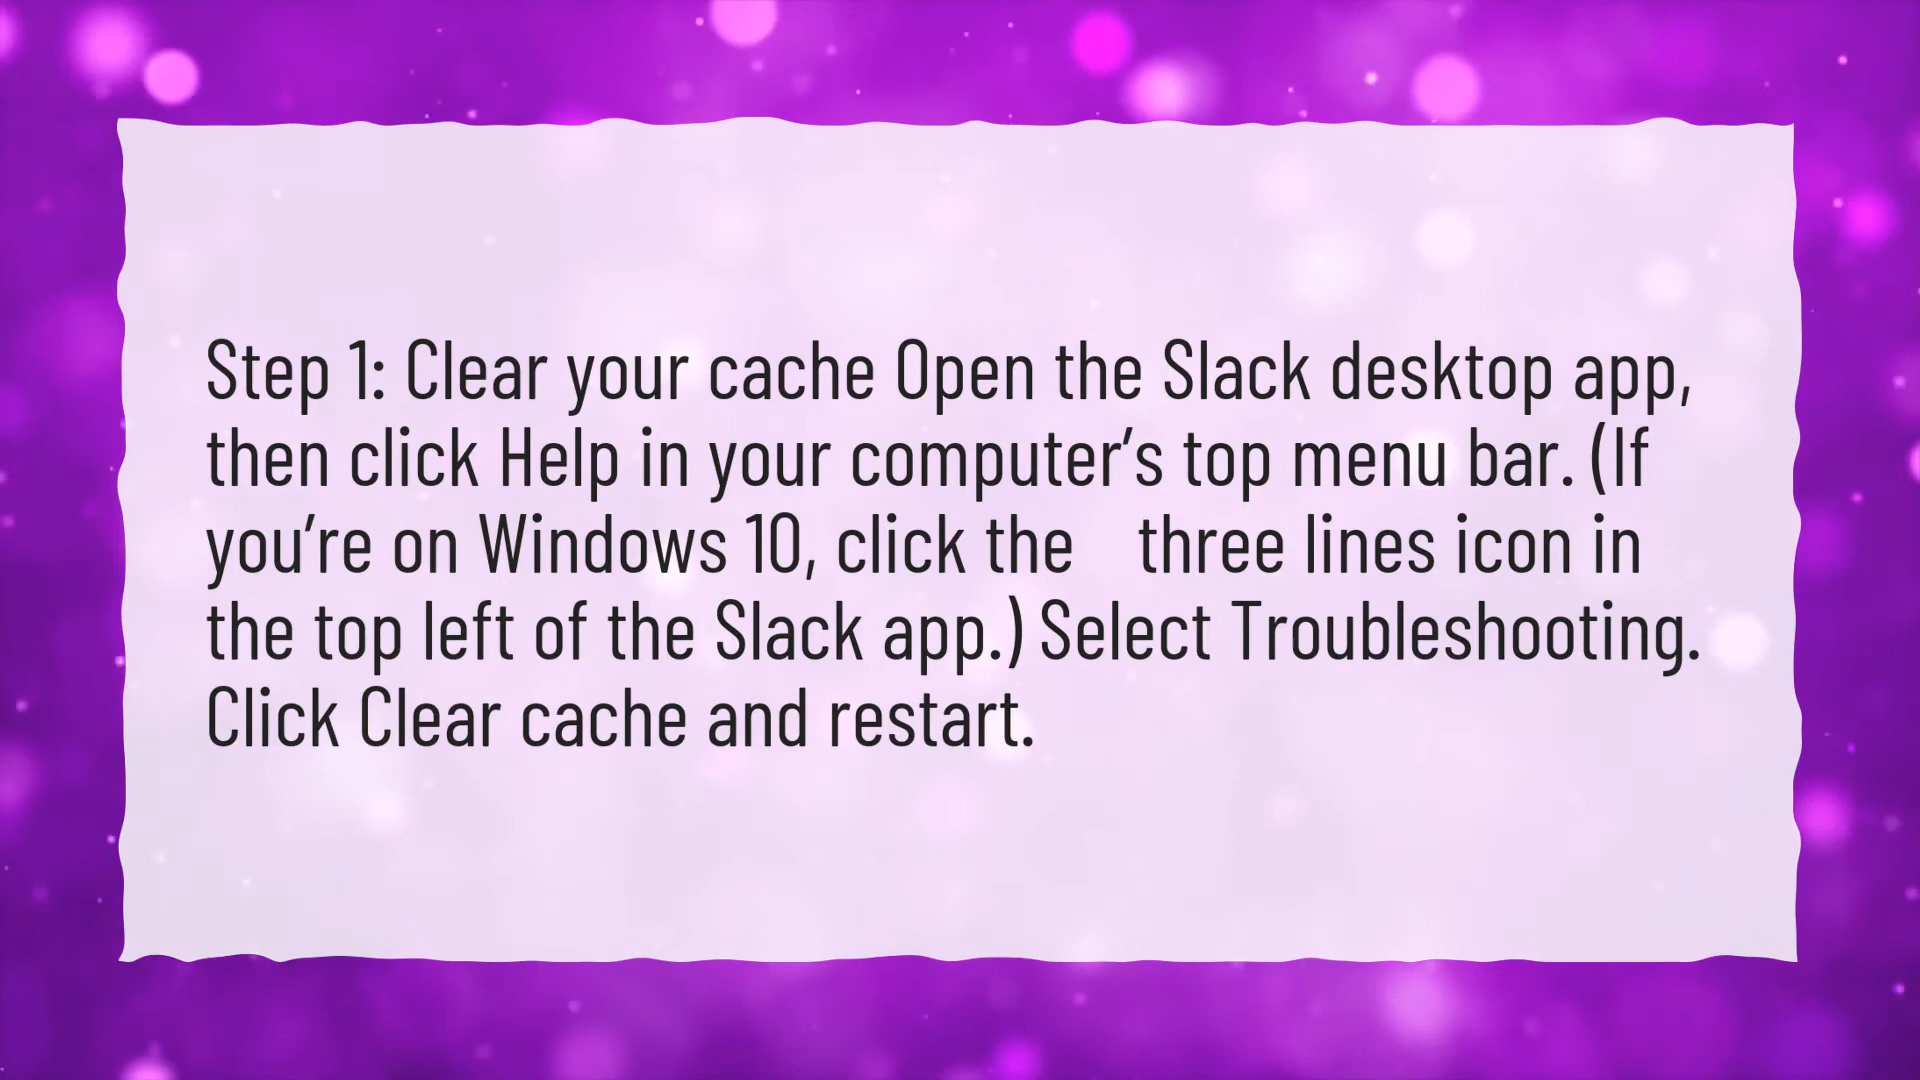 Step 1: Clear your cache Open the Slack desktop app,
then click Help in your computer’s top menu bar. (If
you’re on Windows 10, click the three lines icon in
the top left of the Slack app.) Select Troubleshooting.
Click Clear cache and restart.